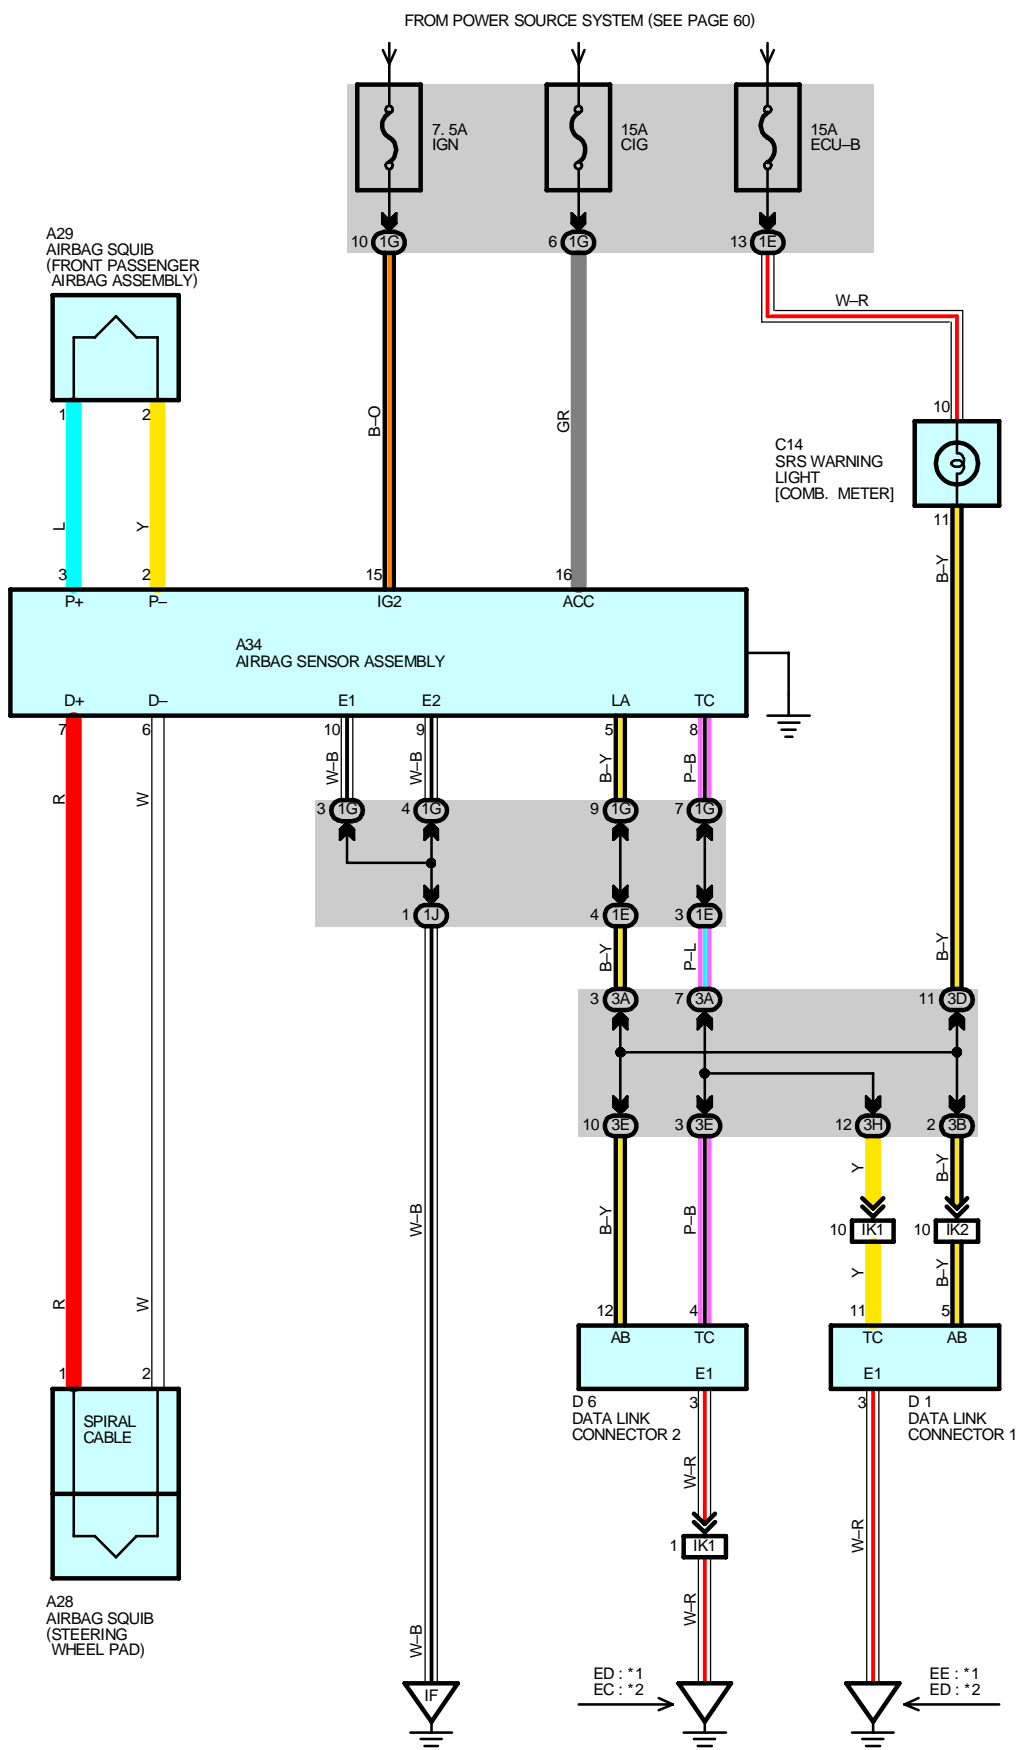 FROM POWER SOURCE SYSTEM (SEE PAGE 60)
7. 5A
IGN
15A
CIG
15A
ECU–B
10 1G
6 1G
13 1E
A29
AIRBAG SQUIB
(FRONT PASSENGER
AIRBAG ASSEMBLY)
W–R
1
2
B–O
GR
10
C14
SRS WARNING
LIGHT
[COMB. METER]
11
L
Y
B–Y
3
2
15
16
P+
P–
IG2
ACC
A34
AIRBAG SENSOR ASSEMBLY
D+
D–
E1
E2
LA
TC
7
6
10
9
5
8
R
W
W–B
W–B
B–Y
P–B
3 1G
4 1G
9 1G
7 1G
1 1J
4 1E
3 1E
B–Y
P–L
B–Y
3 3A
7 3A
11 3D
10 3E
3 3E
12 3H
2 3B
W–B
B–Y
P–B
Y
B–Y
10 IK1
10 IK2
Y
B–Y
R
W
12
4
11
5
AB
TC
TC
AB
E1
E1
1
2
3
3
D 6
DATA LINK
CONNECTOR 2
D 1
DATA LINK
CONNECTOR 1
SPIRAL
CABLE
W–R
W–R
1 IK1
A28
AIRBAG SQUIB
(STEERING
WHEEL PAD)
W–B
W–R
IF
ED : *1
EC : *2
EE : *1
ED : *2